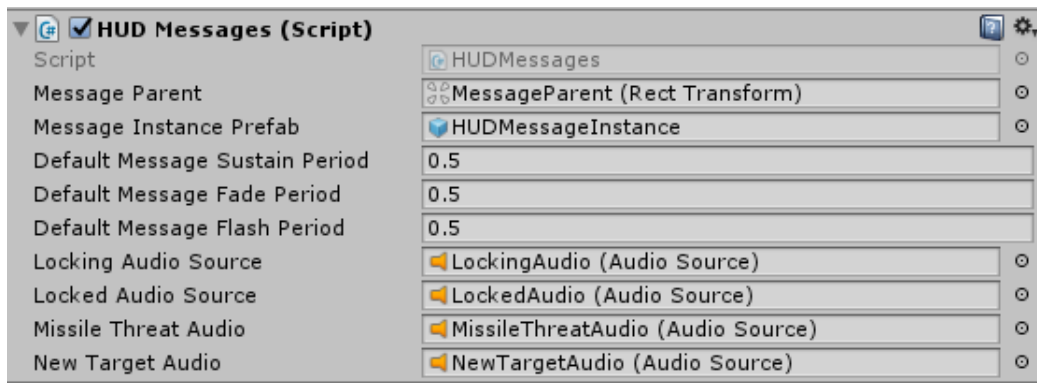 HUD Messages (Script)
Script HUDMessages
Message Parent MessageParent (Rect Transform)
Message Instance Prefab HUDMessageInstance
Default Message Sustain Period 0.5
Default Message Fade Period 0.5
Default Message Flash Period 0.5
Locking Audio Source LockingAudio (Audio Source)
Locked Audio Source LockedAudio (Audio Source)
Missile Threat Audio MissileThreatAudio (Audio Source)
New Target Audio NewTargetAudio (Audio Source)